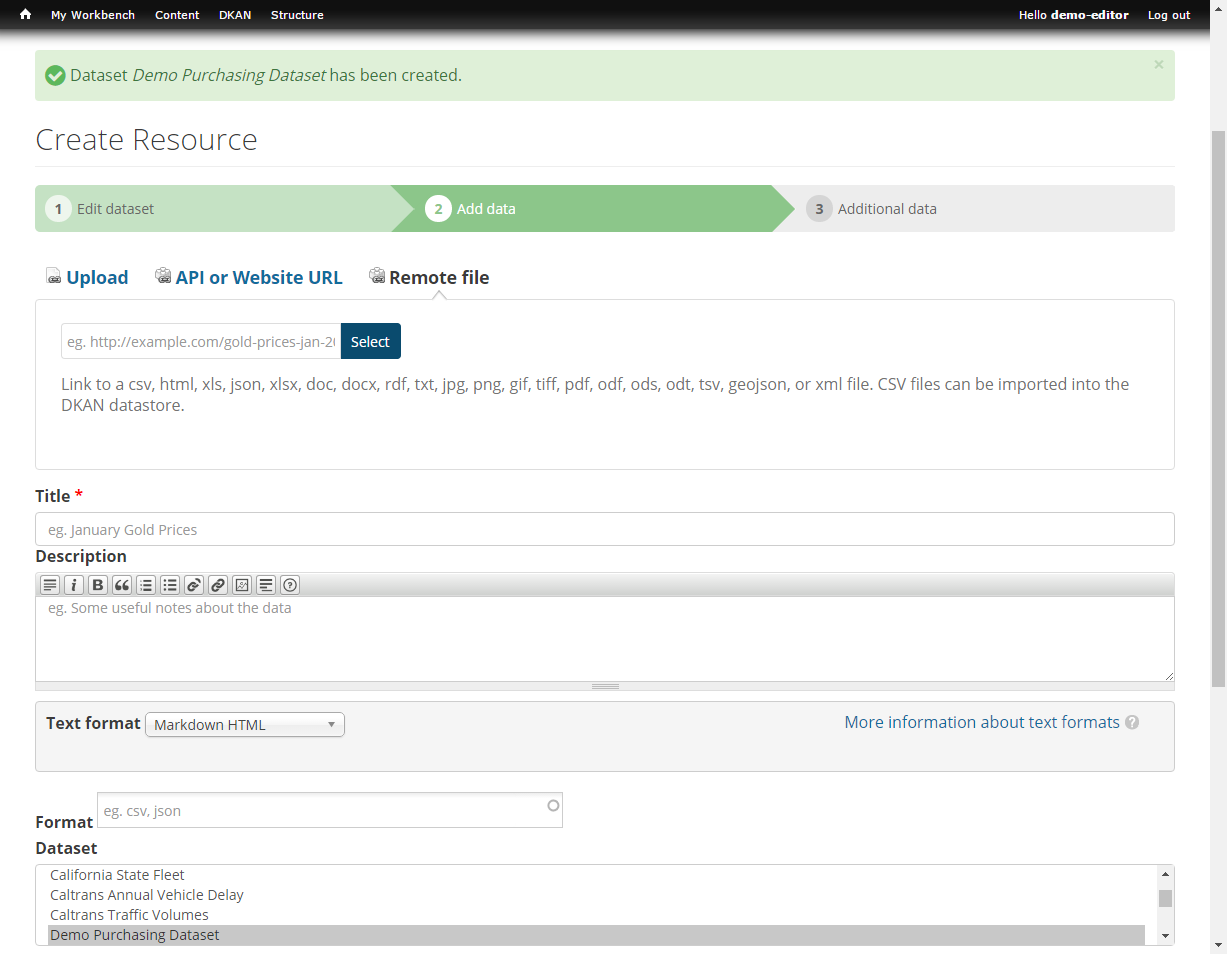 My Workbench Content DKAN Structure Hello demo-editor Log out
Dataset Demo Purchasing Dataset has been created. ×
Create Resource
1 Edit dataset 2 Add data 3 Additional data
Upload API or Website URL Remote file
eg. http://example.com/gold-prices-jan-20 Select
Link to a csv, html, xls, json, xlsx, doc, docx, rdf, txt, jpg, png, gif, tiff, pdf, odf, ods, odt, tsv, geojson, or xml file. CSV files can be imported into the
DKAN datastore.
Title *
eg. January Gold Prices
Description
eg. Some useful notes about the data
Text format Markdown HTML More information about text formats ?
Format eg. csv, json
Dataset
California State Fleet
Caltrans Annual Vehicle Delay
Caltrans Traffic Volumes
Demo Purchasing Dataset